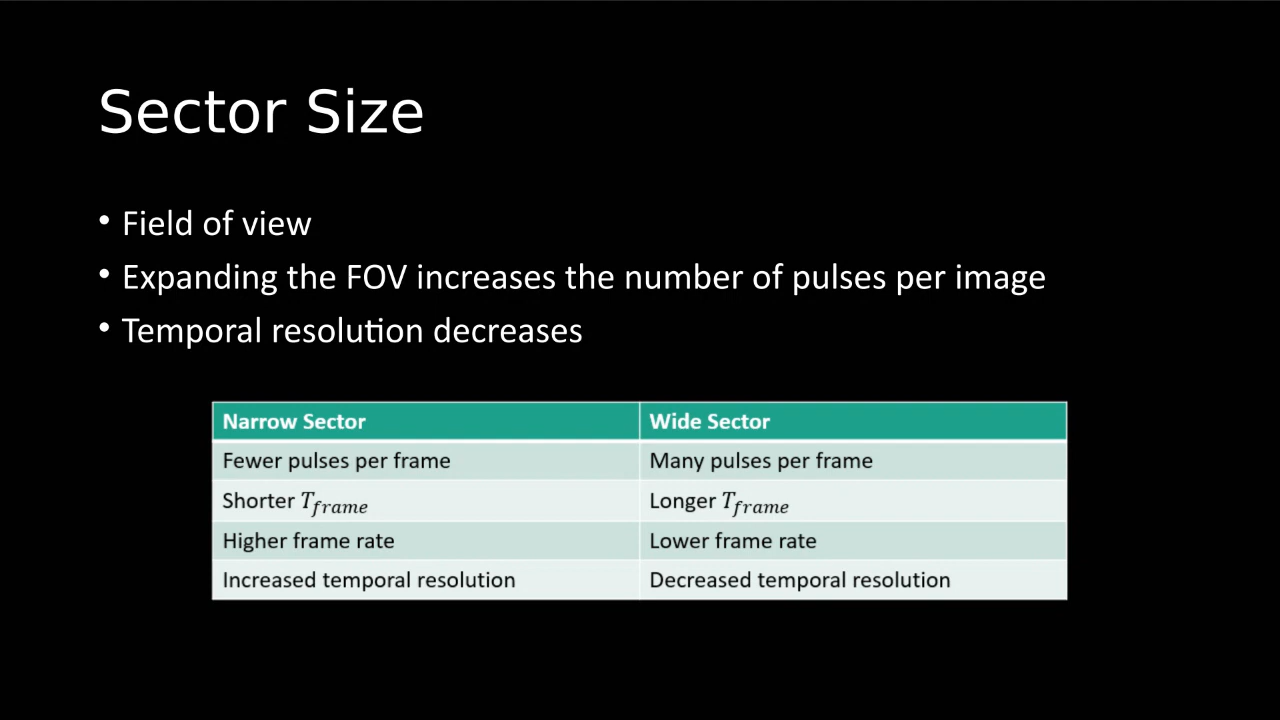 Sector Size
• Field of view
• Expanding the FOV increases the number of pulses per image
• Temporal resolution decreases
Narrow Sector Wide Sector
Fewer pulses per frame Many pulses per frame
Shorter T_frame Longer T_frame
Higher frame rate Lower frame rate
Increased temporal resolution Decreased temporal resolution